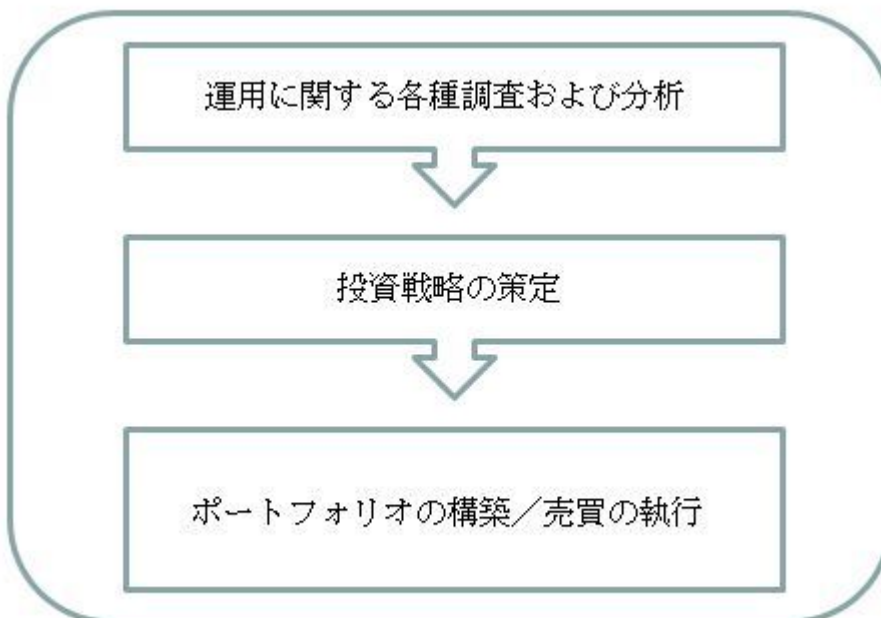 運用に関する各種調査および分析
投資戦略の策定
ポートフォリオの構築／売買の執行